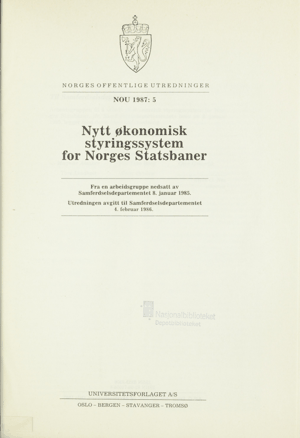 NORGES OFFENTLIGE UTREDNINGER
NOU 1987: 5
Nytt økonomisk
styringssystem
for Norges Statsbaner
Fra en arbeidsgruppe nedsatt av
Samferdselsdepartementet 8. januar 1985.
Utredningen avgitt til Samferdselsdepartementet
4. februar 1986.
UNIVERSITETSFORLAGET A/S
OSLO - BERGEN - STAVANGER - TROMSØ